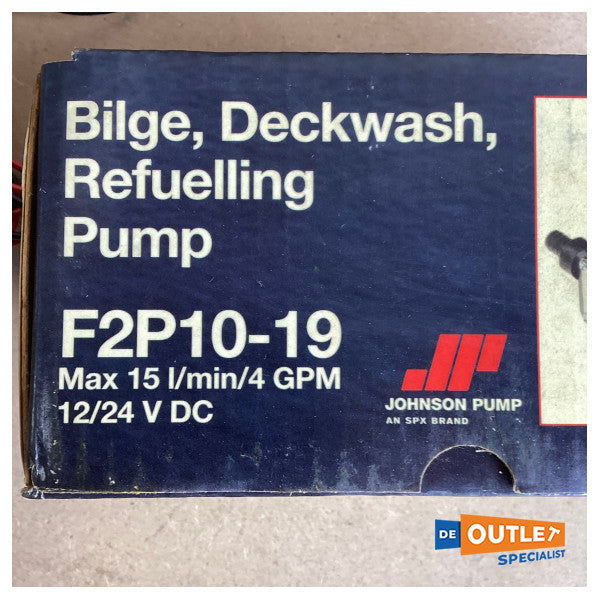 Bilge, Deckwash,
Refuelling
Pump
F2P10-19
Max 15 l/min/4 GPM
12/24 V DC
JP
JOHNSON PUMP
AN SPX BRAND
DE OUTLET
SPECIALIST